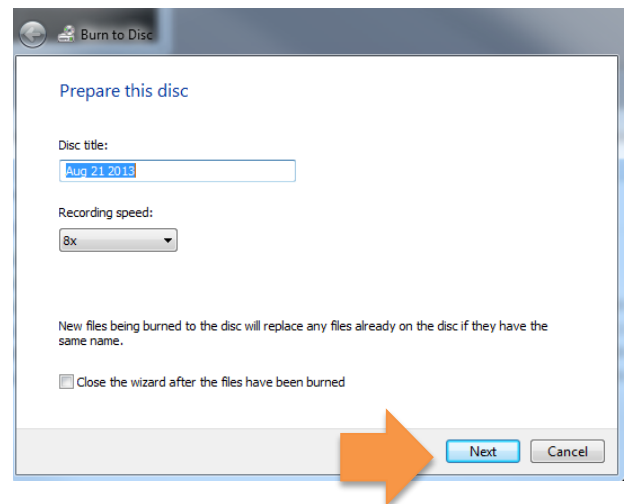 Burn to Disc
Prepare this disc
Disc title:
Aug 21 2013
Recording speed:
8x
New files being burned to the disc will replace any files already on the disc if they have the
same name.
Close the wizard after the files have been burned
Next Cancel